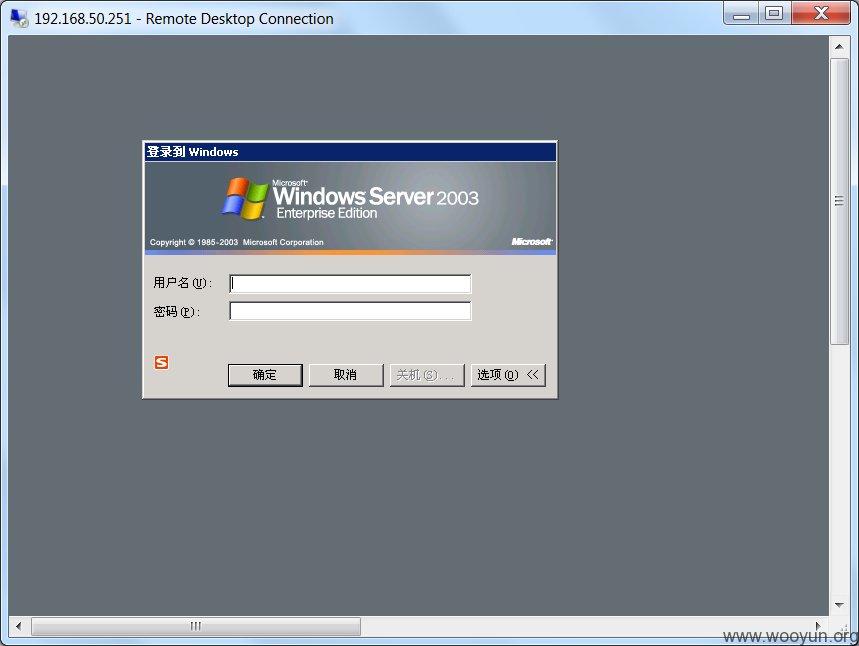 192.168.50.251 - Remote Desktop Connection
登录到 Windows
Microsoft
Windows Server 2003
Enterprise Edition
Copyright © 1985-2003 Microsoft Corporation
Microsoft
用户名(U):
密码(P):
S
确定
取消
关机(S)...
选项(O) <<
www.wooyun.org